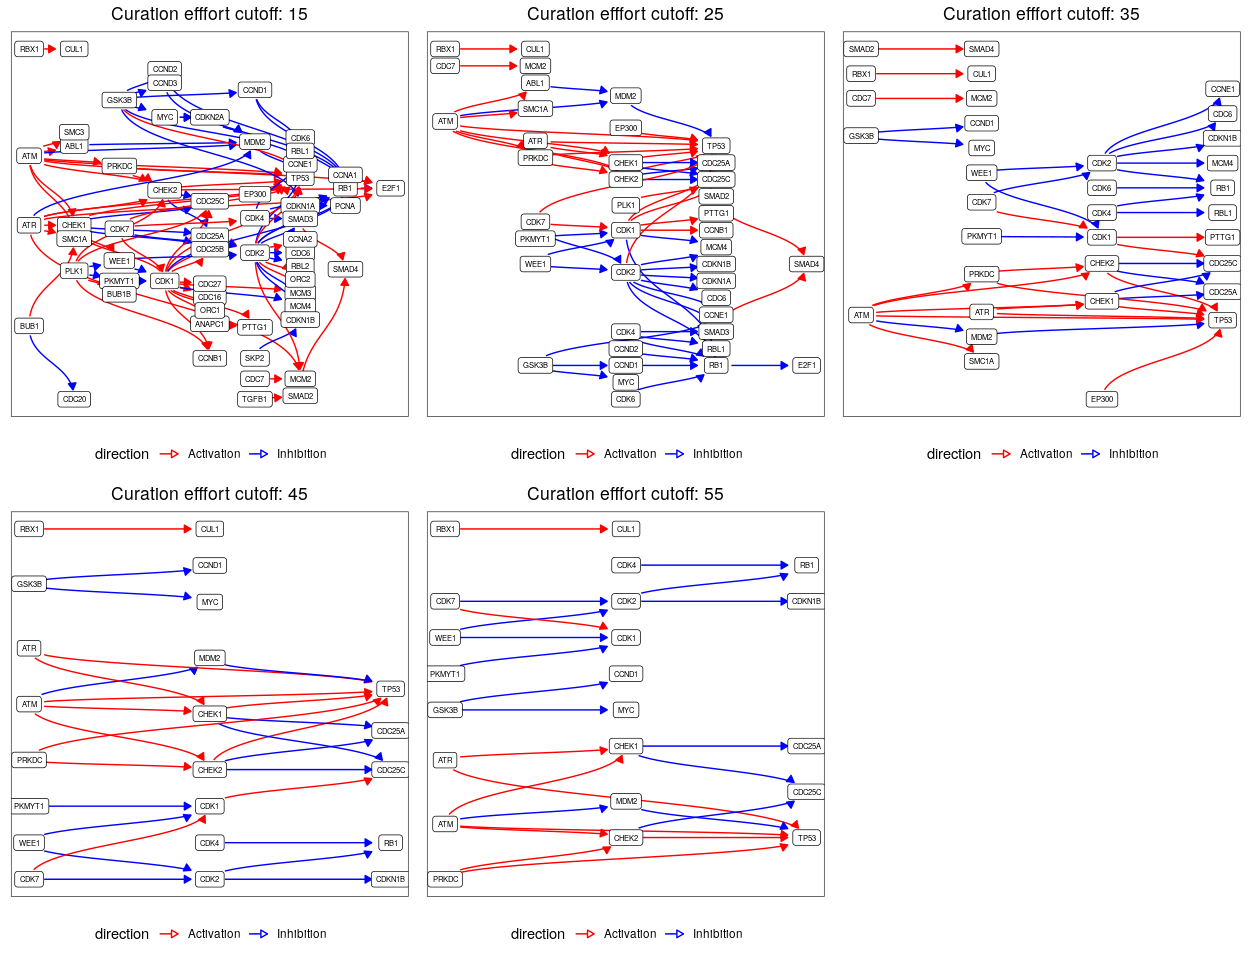 Curation efffort cutoff: 15
RBX1
CUL1
CCND2
CCND3
GSK3B
CCND1
MYC
CDKN2A
SMC3
ABL1
MDM2
CDK6
RBL1
CCNE1
ATM
PRKDC
TP53
CCNA1
CHEK2
EP300
RB1
E2F1
CDC25C
CDKN1A
PCNA
CDK4
SMAD3
ATR
CHEK1
SMC1A
CDK7
CDC25A
CDC25B
CCNA2
CDK2
CDC6
WEE1
PLK1
PKMYT1
BUB1B
CDK1
RBL2
ORC2
SMAD4
CDC27
CDC16
MCM3
MCM4
ORC1
CDKN1B
BUB1
ANAPC1
PTTG1
CCNB1
SKP2
CDC7
MCM2
CDC20
TGFB1
SMAD2
direction
Activation
Inhibition
Curation efffort cutoff: 25
RBX1
CUL1
CDC7
MCM2
ABL1
MDM2
SMC1A
ATM
EP300
ATR
TP53
PRKDC
CHEK1
CDC25A
CHEK2
CDC25C
SMAD2
PLK1
PTTG1
CDK7
CDK1
CCNB1
PKMYT1
MCM4
WEE1
CDK2
CDKN1B
SMAD4
CDKN1A
CDC6
CCNE1
CDK4
SMAD3
CCND2
RBL1
GSK3B
CCND1
RB1
E2F1
MYC
CDK6
direction
Activation
Inhibition
Curation efffort cutoff: 35
SMAD2
SMAD4
RBX1
CUL1
CDC7
MCM2
CCNE1
CDC6
GSK3B
CCND1
CDKN1B
MYC
WEE1
CDK2
MCM4
CDK6
RB1
CDK7
CDK4
RBL1
PKMYT1
CDK1
PTTG1
PRKDC
CHEK2
CDC25C
CDC25A
ATM
ATR
CHEK1
TP53
MDM2
SMC1A
EP300
direction
Activation
Inhibition
Curation efffort cutoff: 45
RBX1
CUL1
GSK3B
CCND1
MYC
ATR
MDM2
TP53
ATM
CHEK1
CDC25A
PRKDC
CHEK2
CDC25C
PKMYT1
CDK1
WEE1
CDK4
RB1
CDK7
CDK2
CDKN1B
direction
Activation
Inhibition
Curation efffort cutoff: 55
RBX1
CUL1
CDK4
RB1
CDK7
CDK2
CDKN1B
WEE1
CDK1
PKMYT1
CCND1
GSK3B
MYC
ATR
CHEK1
CDC25A
MDM2
CDC25C
ATM
CHEK2
TP53
PRKDC
direction
Activation
Inhibition